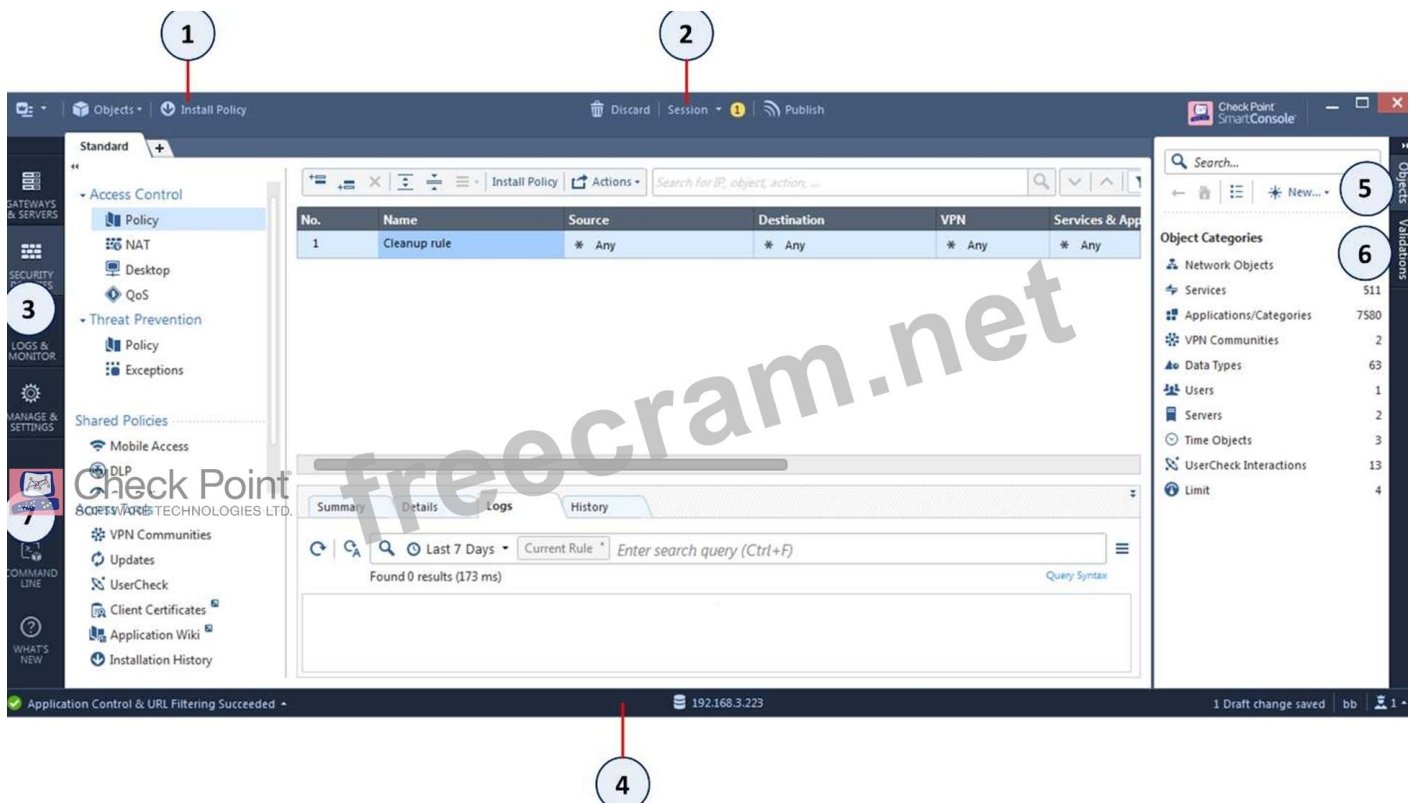 1
2
Objects
Install Policy
Discard
Session
1
Publish
Check Point
SmartConsole
Standard
+
GATEWAYS
& SERVERS
SECURITY
3
LOGS &
MONITOR
MANAGE &
SETTINGS
7
COMMAND
LINE
WHAT'S
NEW
Access Control
Policy
NAT
Desktop
QoS
Threat Prevention
Policy
Exceptions
Shared Policies
Mobile Access
DLP
Access Tools
VPN Communities
Updates
UserCheck
Client Certificates
Application Wiki
Installation History
Check Point
SOFTWARE TECHNOLOGIES LTD.
Install Policy
Actions
Search for IP, object, action, ...
No. Name Source Destination VPN Services & App
1 Cleanup rule * Any * Any * Any * Any
freecram.net
Summary Details Logs History
Last 7 Days
Current Rule
Enter search query (Ctrl+F)
Found 0 results (173 ms)
Query Syntax
Search...
New...
5
Objects
Object Categories
6
Validations
Network Objects
Services 511
Applications/Categories 7580
VPN Communities 2
Data Types 63
Users 1
Servers 2
Time Objects 3
UserCheck Interactions 13
Limit 4
Application Control & URL Filtering Succeeded
192.168.3.223
1 Draft change saved
bb
1
4